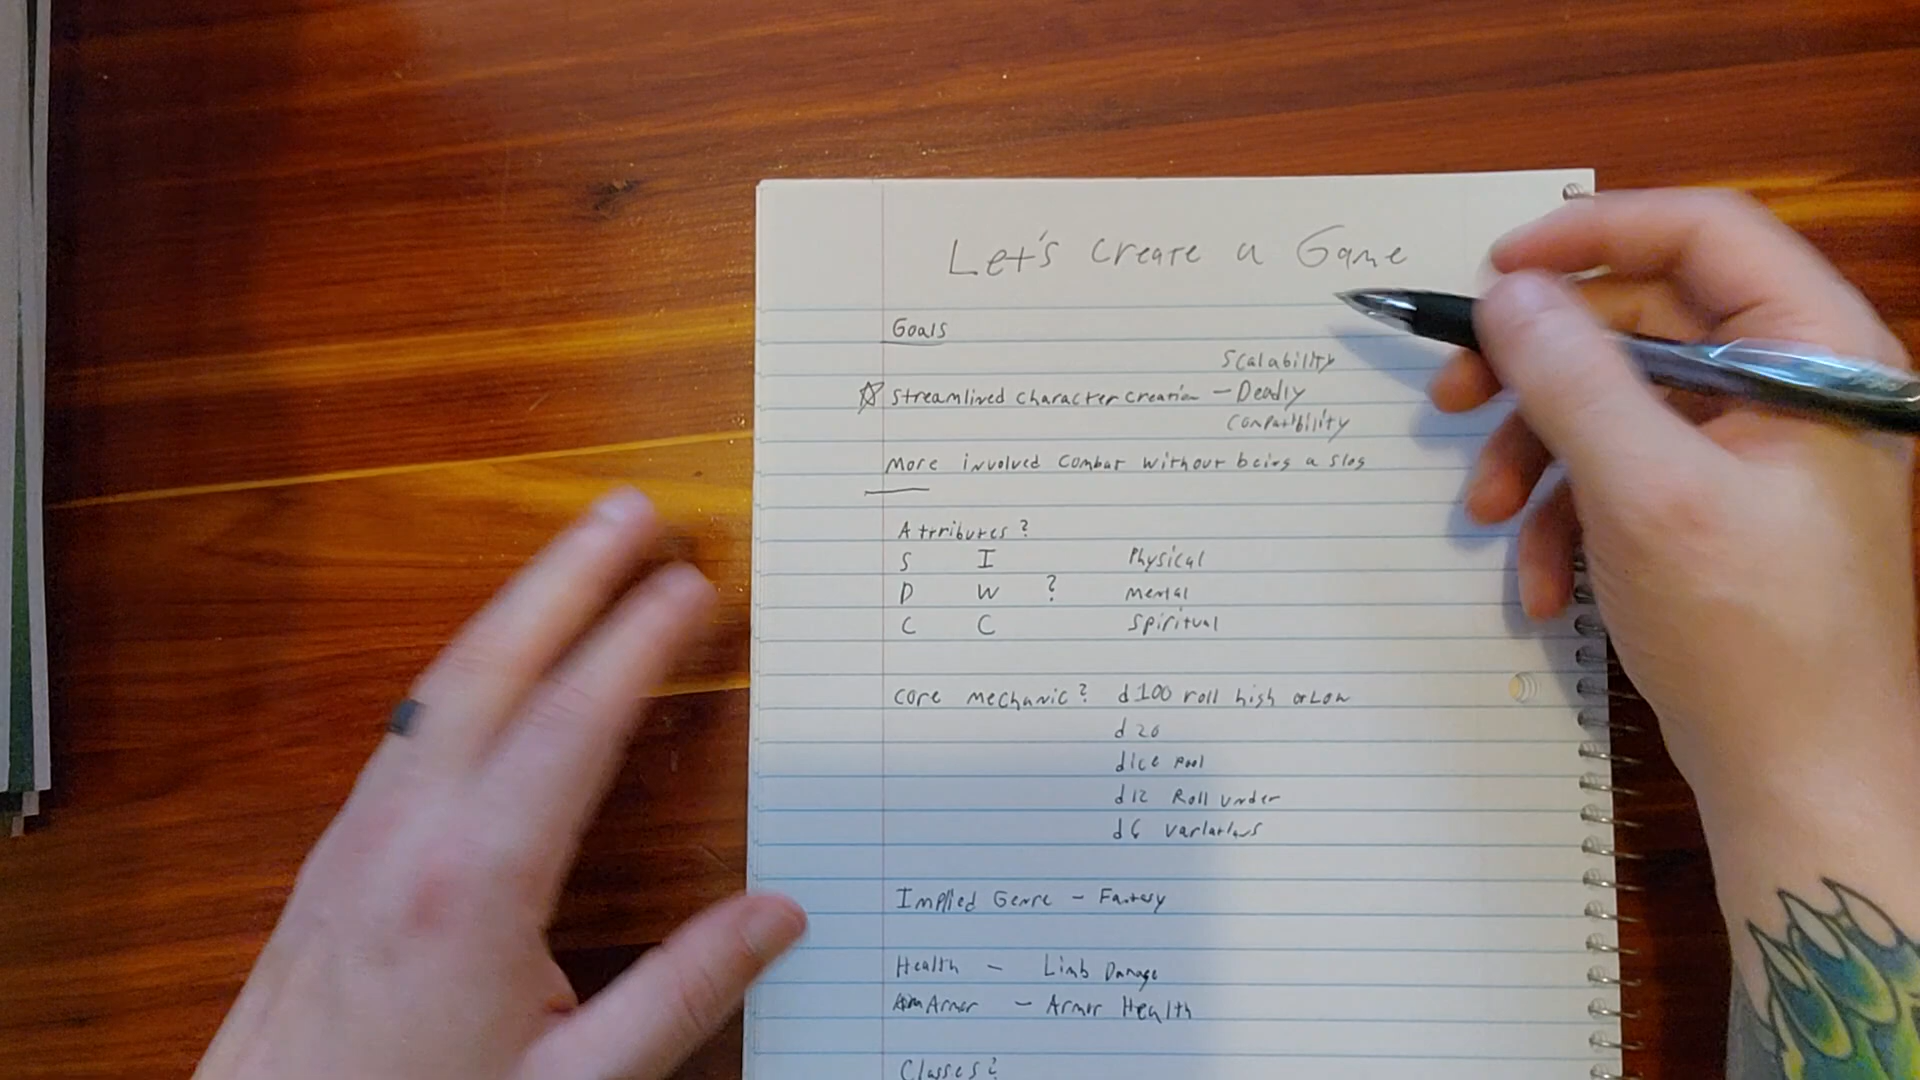 Let's Create a Game
Goals
Scalability
☆ Streamlined Character Creation – Deadly
Compatibility
More involved Combat without being a slog
Attributes?
S I Physical
D W ? Mental
C C Spiritual
Core Mechanic? d100 roll high or Low
d20
dice pool
d12 Roll under
d6 variations
Implied Genre – Fantasy
Health – Limb Damage
Armor – Armor Health
Classes?